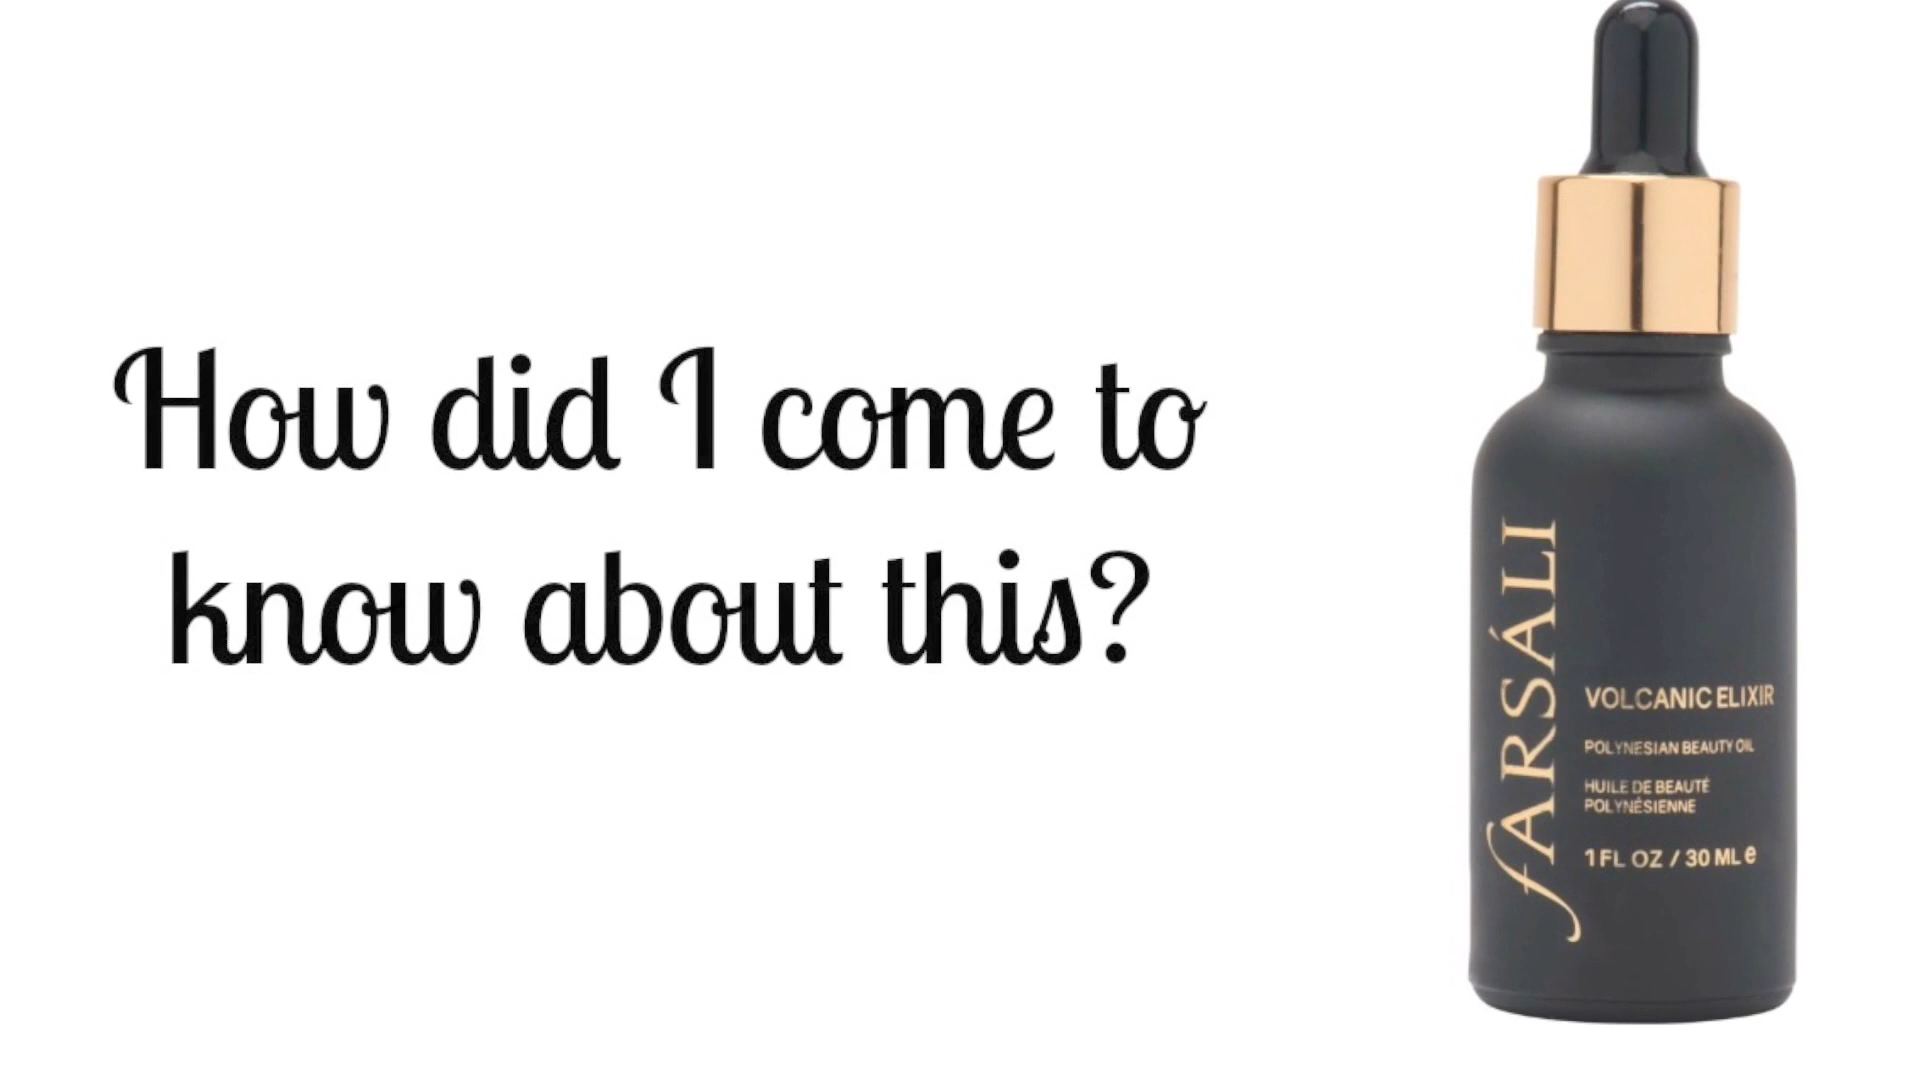 How did I come to
know about this?
fARSÁLI
VOLCANIC ELIXIR
POLYNESIAN BEAUTY OIL
HUILE DE BEAUTÉ
POLYNÉSIENNE
1 FL OZ / 30 ML e